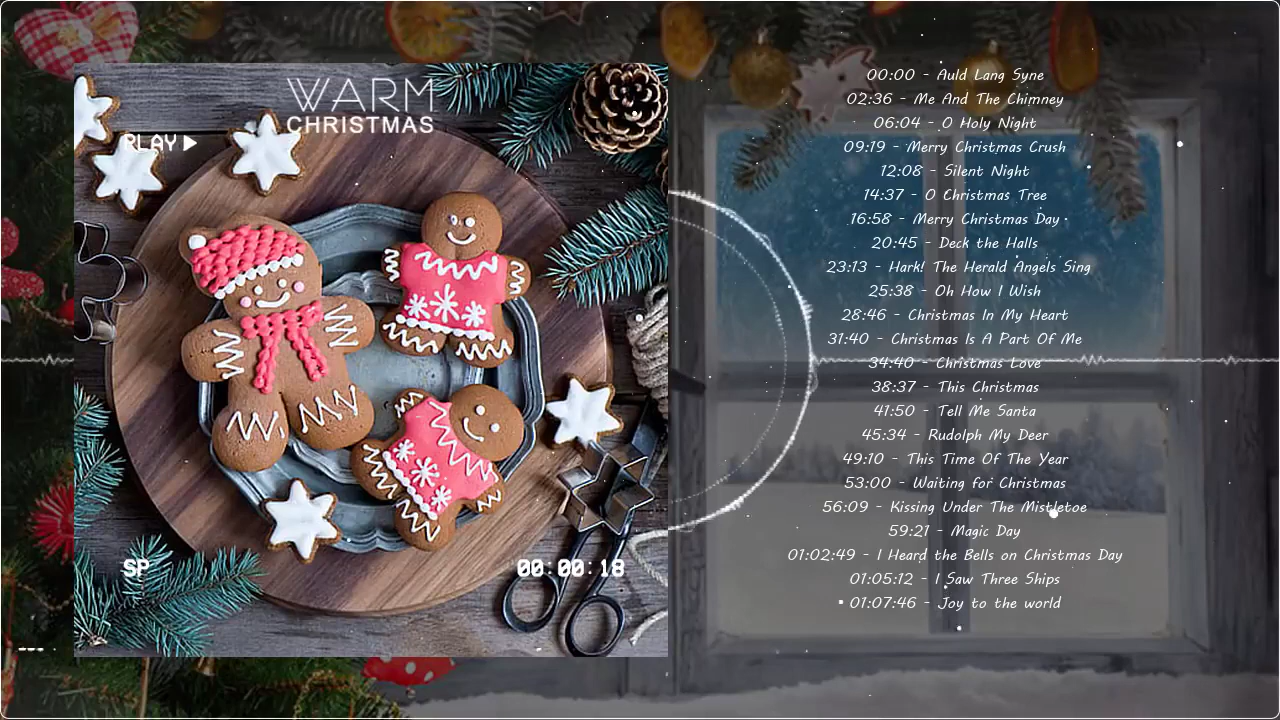 WARM
CHRISTMAS
PLAY
SP
00:00:18
00:00 - Auld Lang Syne
02:36 - Me And The Chimney
06:04 - O Holy Night
09:19 - Merry Christmas Crush
12:08 - Silent Night
14:37 - O Christmas Tree
16:58 - Merry Christmas Day
20:45 - Deck the Halls
23:13 - Hark! The Herald Angels Sing
25:38 - Oh How I Wish
28:46 - Christmas In My Heart
31:40 - Christmas Is A Part Of Me
34:40 - Christmas Love
38:37 - This Christmas
41:50 - Tell Me Santa
45:34 - Rudolph My Deer
49:10 - This Time Of The Year
53:00 - Waiting for Christmas
56:09 - Kissing Under The Mistletoe
59:21 - Magic Day
01:02:49 - I Heard the Bells on Christmas Day
01:05:12 - I Saw Three Ships
01:07:46 - Joy to the world